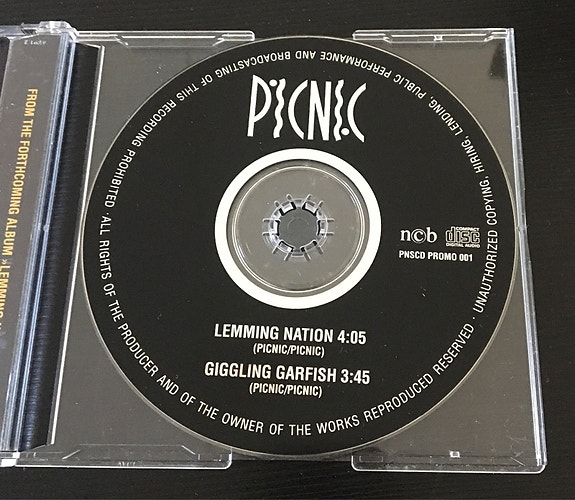 PiCNiC
ncb
COMPACT
disc
DIGITAL AUDIO
PNSCD PROMO 001
LEMMING NATION 4:05
(PICNIC/PICNIC)
GIGGLING GARFISH 3:45
(PICNIC/PICNIC)
· ALL RIGHTS OF THE PRODUCER AND OF THE OWNER OF THE WORKS REPRODUCED RESERVED · UNAUTHORIZED COPYING, HIRING, LENDING, PUBLIC PERFORMANCE AND BROADCASTING OF THIS RECORDING PROHIBITED
FROM THE FORTHCOMING ALBUM »LEMMING